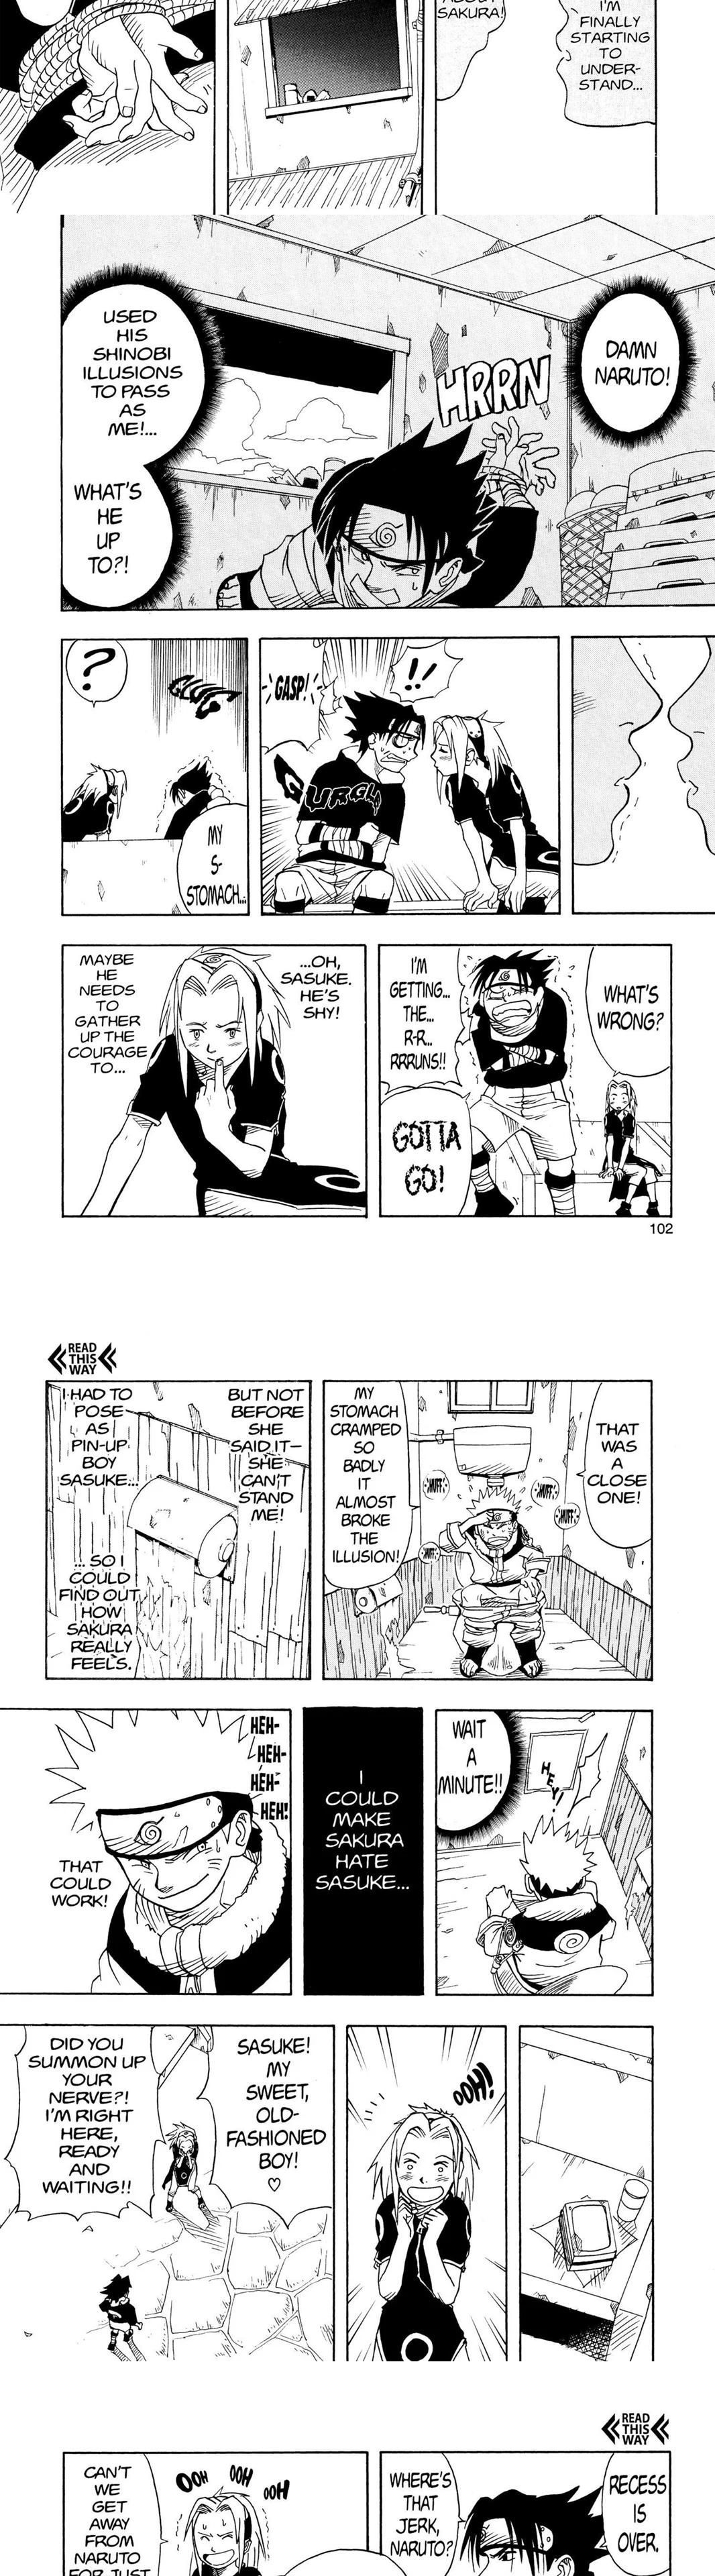 I'M
FINALLY
STARTING
TO
UNDER-
STAND...
SAKURA!
DAMN
NARUTO!
HRRN
USED
HIS
SHINOBI
ILLUSIONS
TO PASS
AS
ME!...
WHAT'S
HE
UP
TO?!
!!
GASP!
GURGL
?
MY
S-
STOMACH...
WHAT'S
WRONG?
I'M
GETTING...
THE...
R-R...
RRRUNS!!
GOTTA
GO!
...OH,
SASUKE.
HE'S
SHY!
MAYBE
HE
NEEDS
TO
GATHER
UP THE
COURAGE
TO...
102
READ
THIS
WAY
THAT
WAS
A
CLOSE
ONE!
MY
STOMACH
CRAMPED
SO
BADLY
IT
ALMOST
BROKE
THE
ILLUSION!
BUT NOT
BEFORE
SHE
SAID IT—
SHE
CAN'T
STAND
ME!
I HAD TO
POSE
AS
PIN-UP
BOY
SASUKE...
... SO I
COULD
FIND OUT
HOW
SAKURA
REALLY
FEELS.
WAIT
A
MINUTE!!
HEY!
I
COULD
MAKE
SAKURA
HATE
SASUKE...
HEH-
HEH-
HEH-
HEH!
THAT
COULD
WORK!
OOH!
SASUKE!
MY
SWEET,
OLD-
FASHIONED
BOY!
♡
DID YOU
SUMMON UP
YOUR
NERVE?!
I'M RIGHT
HERE,
READY
AND
WAITING!!
READ
THIS
WAY
RECESS
IS
OVER.
WHERE'S
THAT
JERK,
NARUTO?
OOH
OOH
OOH
CAN'T
WE
GET
AWAY
FROM
NARUTO
FOR JUST